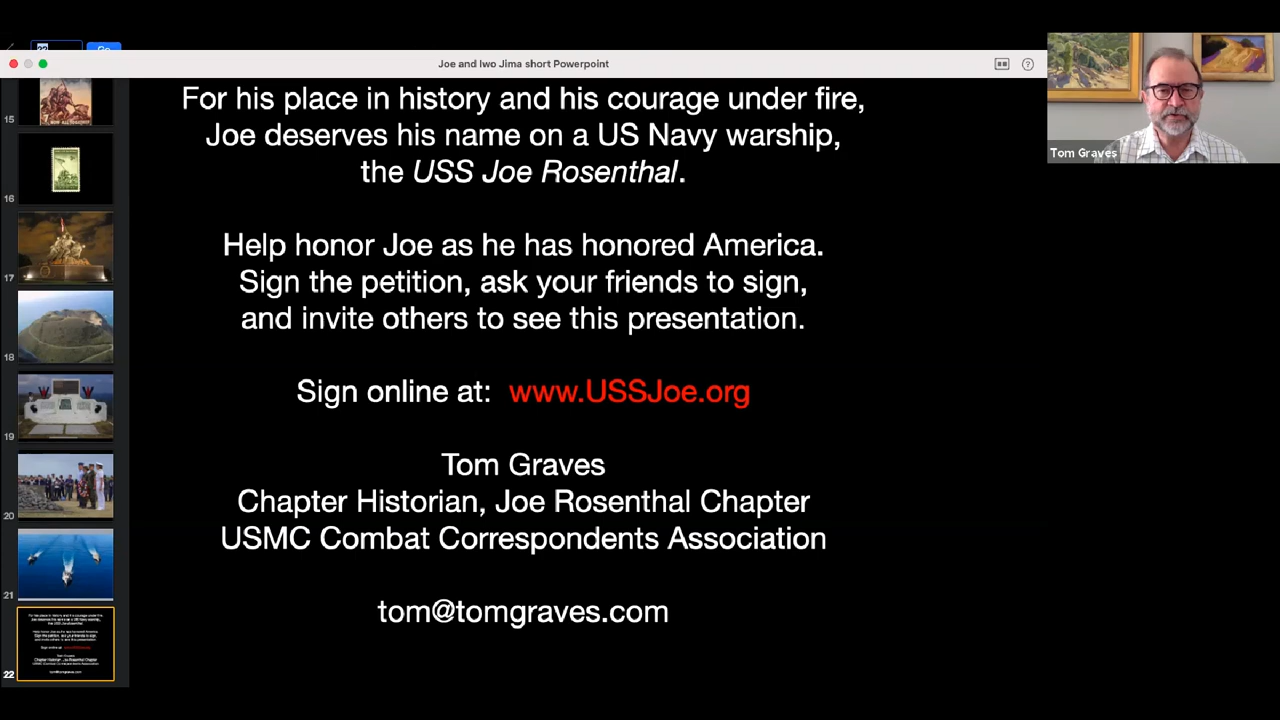 Joe and Iwo Jima short Powerpoint
Tom Graves
15
16
17
18
19
20
21
22
For his place in history and his courage under fire,
Joe deserves his name on a US Navy warship,
the USS Joe Rosenthal.
Help honor Joe as he has honored America.
Sign the petition, ask your friends to sign,
and invite others to see this presentation.
Sign online at: www.USSJoe.org
Tom Graves
Chapter Historian, Joe Rosenthal Chapter
USMC Combat Correspondents Association
tom@tomgraves.com